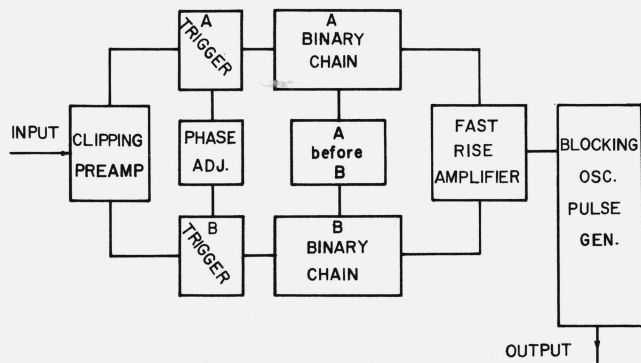 INPUT
CLIPPING
PREAMP
A
TRIGGER
A
BINARY
CHAIN
PHASE
ADJ.
A
before
B
B
TRIGGER
B
BINARY
CHAIN
FAST
RISE
AMPLIFIER
BLOCKING
OSC.
PULSE
GEN.
OUTPUT